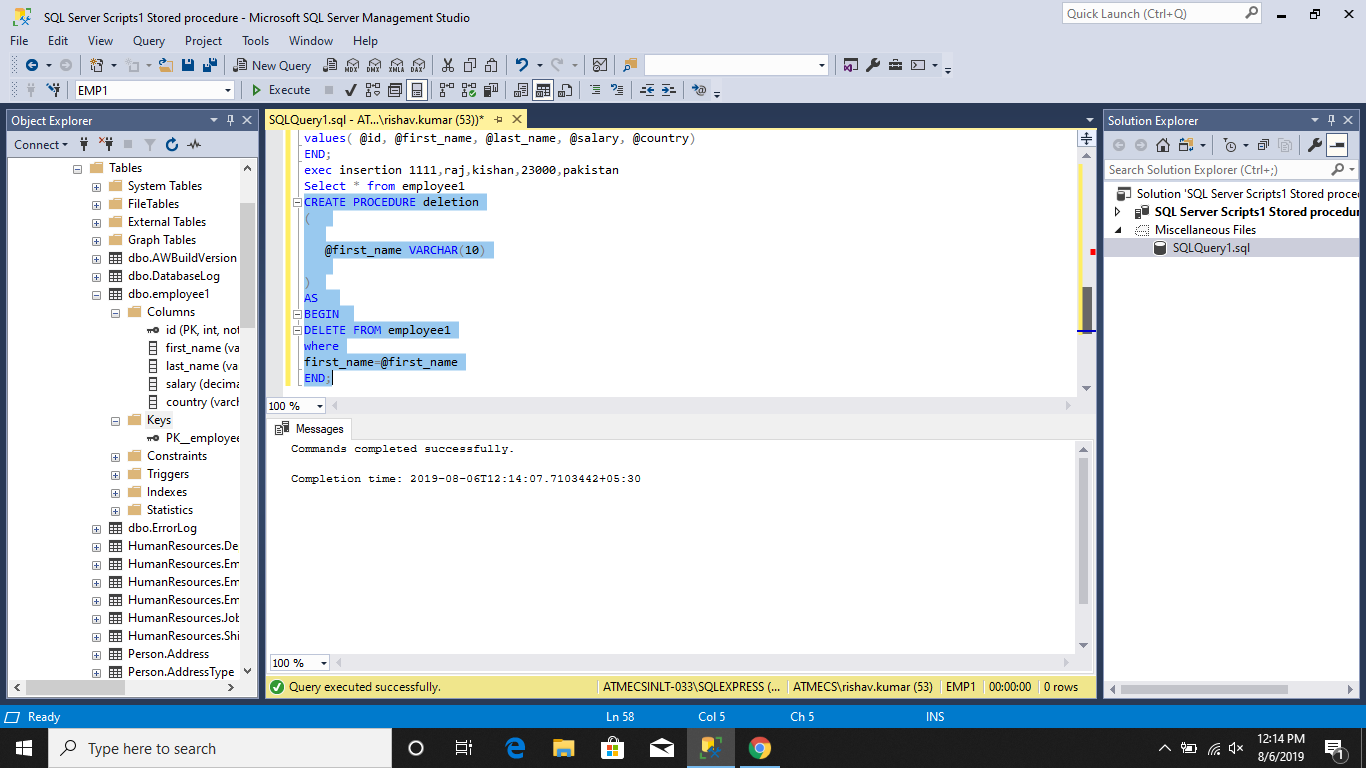 SQL Server Scripts1 Stored procedure - Microsoft SQL Server Management Studio
Quick Launch (Ctrl+Q)
File Edit View Query Project Tools Window Help
New Query MDX DMX XMLA DAX
EMP1 Execute
Object Explorer
Connect
Tables
System Tables
FileTables
External Tables
Graph Tables
dbo.AWBuildVersion
dbo.DatabaseLog
dbo.employee1
Columns
id (PK, int, not
first_name (va
last_name (va
salary (decima
country (varch
Keys
PK__employee
Constraints
Triggers
Indexes
Statistics
dbo.ErrorLog
HumanResources.De
HumanResources.Em
HumanResources.Em
HumanResources.Em
HumanResources.Job
HumanResources.Shi
Person.Address
Person.AddressType
SQLQuery1.sql - AT...\rishav.kumar (53))*
values( @id, @first_name, @last_name, @salary, @country)
END;
exec insertion 1111,raj,kishan,23000,pakistan
Select * from employee1
CREATE PROCEDURE deletion
(
@first_name VARCHAR(10)
)
AS
BEGIN
DELETE FROM employee1
where
first_name=@first_name
END;
100 %
Messages
Commands completed successfully.
Completion time: 2019-08-06T12:14:07.7103442+05:30
100 %
Query executed successfully. ATMECSINLT-033\SQLEXPRESS (... ATMECS\rishav.kumar (53) EMP1 00:00:00 0 rows
Solution Explorer
Search Solution Explorer (Ctrl+;)
Solution 'SQL Server Scripts1 Stored proced
SQL Server Scripts1 Stored procedur
Miscellaneous Files
SQLQuery1.sql
Ready Ln 58 Col 5 Ch 5 INS
Type here to search
12:14 PM
8/6/2019
1